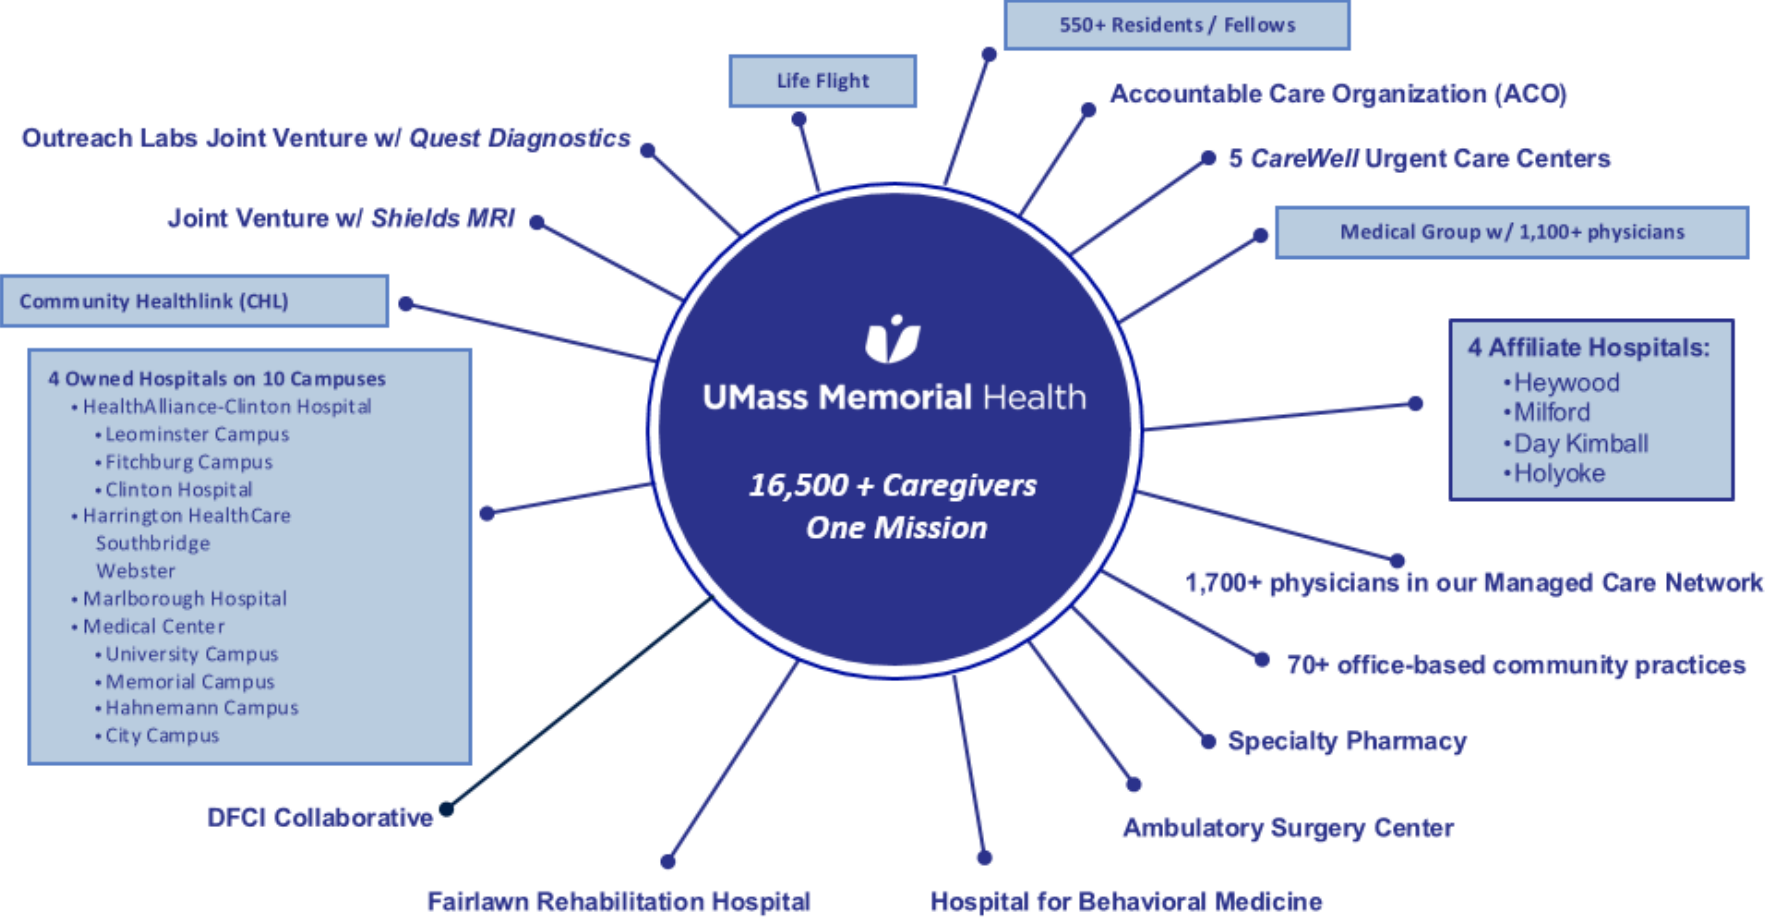 550+ Residents / Fellows
Life Flight
Accountable Care Organization (ACO)
Outreach Labs Joint Venture w/ Quest Diagnostics
5 CareWell Urgent Care Centers
Joint Venture w/ Shields MRI
Medical Group w/ 1,100+ physicians
Community Healthlink (CHL)
4 Owned Hospitals on 10 Campuses
• HealthAlliance-Clinton Hospital
• Leominster Campus
• Fitchburg Campus
• Clinton Hospital
• Harrington HealthCare
Southbridge
Webster
• Marlborough Hospital
• Medical Center
• University Campus
• Memorial Campus
• Hahnemann Campus
• City Campus
UMass Memorial Health
16,500 + Caregivers
One Mission
4 Affiliate Hospitals:
•Heywood
•Milford
•Day Kimball
•Holyoke
1,700+ physicians in our Managed Care Network
70+ office-based community practices
Specialty Pharmacy
DFCI Collaborative
Ambulatory Surgery Center
Fairlawn Rehabilitation Hospital
Hospital for Behavioral Medicine